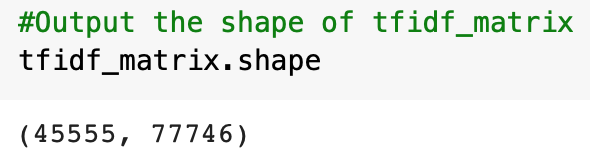 #Output the shape of tfidf_matrix
tfidf_matrix.shape
(45555, 77746)